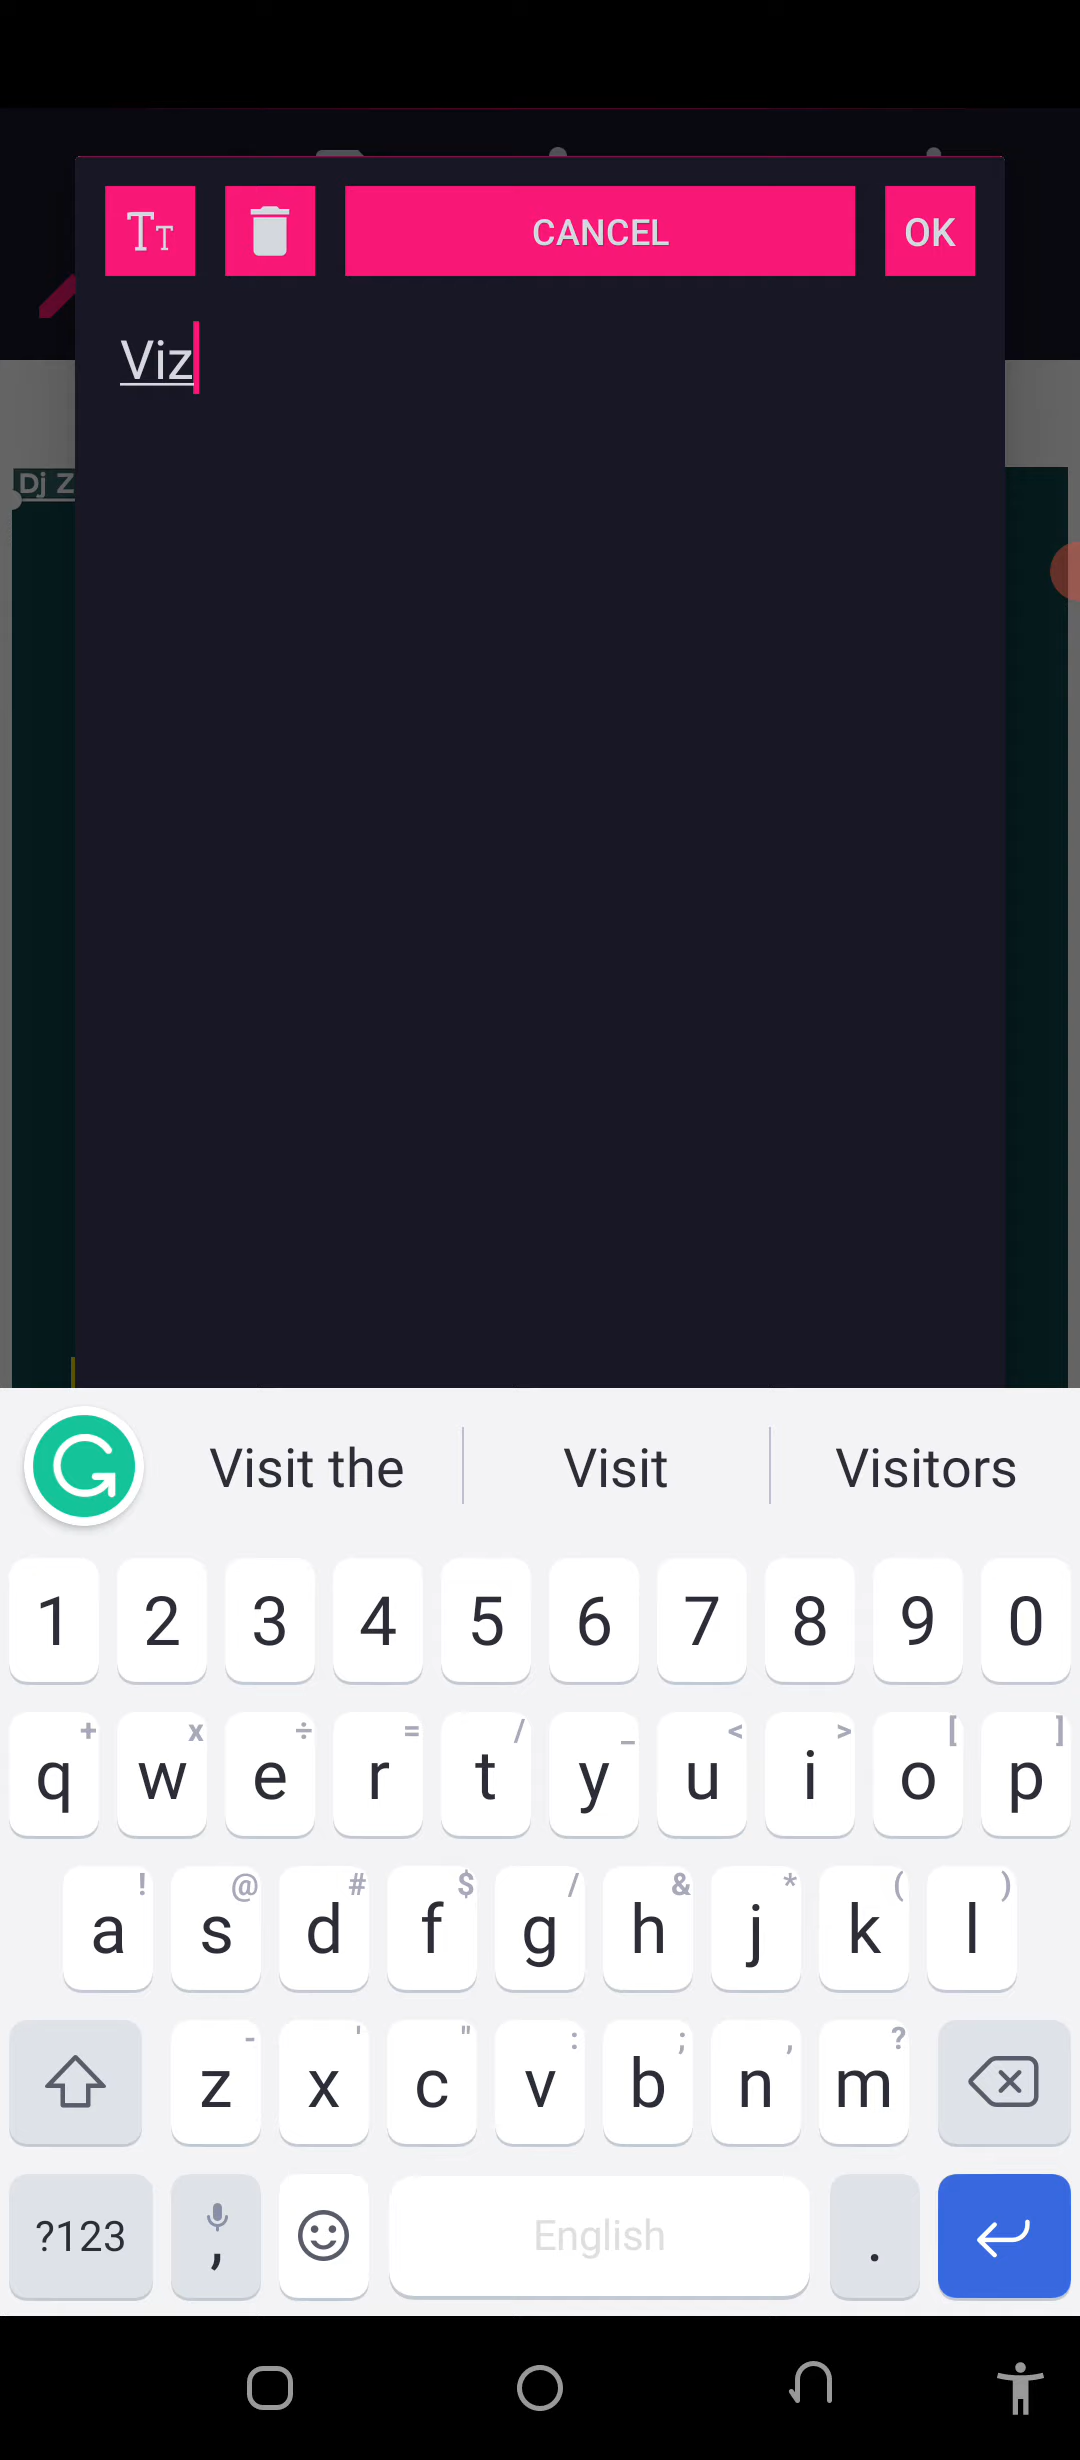 TT
CANCEL
OK
Viz
Dj Z
Visit the
Visit
Visitors
1 2 3 4 5 6 7 8 9 0
+ x ÷ = / _ < > [ ]
q w e r t y u i o p
! @ # $ / & * ( )
a s d f g h j k l
- ' " : ; , ?
z x c v b n m
?123 , English .